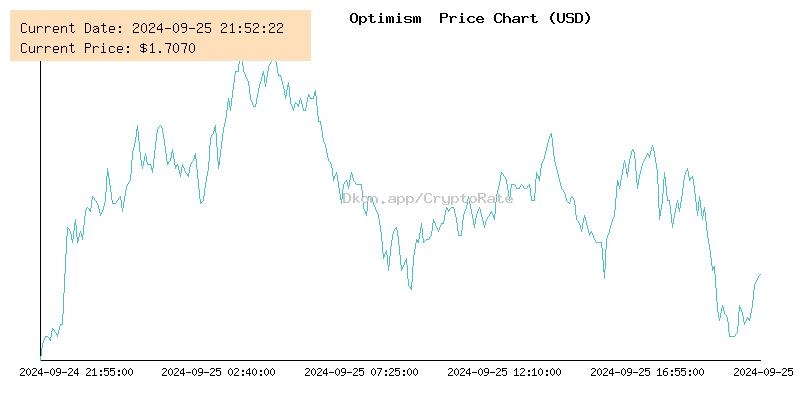 Optimism  Price Chart (USD)
Current Date: 2024-09-25 21:52:22
Current Price: $1.7070
Dkcn.app/CryptoRate
2024-09-24 21:55:00 2024-09-25 02:40:00 2024-09-25 07:25:00 2024-09-25 12:10:00 2024-09-25 16:55:00 2024-09-25